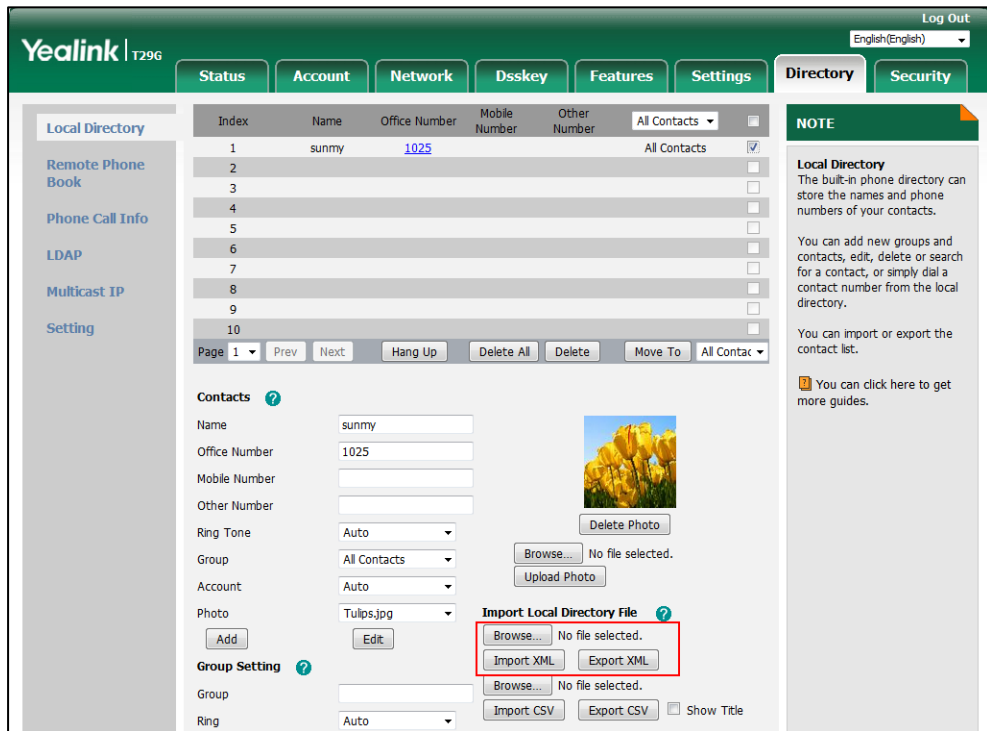 Log Out
Yealink T29G
English(English)
Status Account Network Dsskey Features Settings Directory Security
Local Directory
Remote Phone
Book
Phone Call Info
LDAP
Multicast IP
Setting
Index Name Office Number Mobile Number Other Number All Contacts
1 sunmy 1025 All Contacts
2
3
4
5
6
7
8
9
10
Page 1 Prev Next Hang Up Delete All Delete Move To All Contac
Contacts ?
Name sunmy
Office Number 1025
Mobile Number
Other Number
Ring Tone Auto
Group All Contacts
Account Auto
Photo Tulips.jpg
Add Edit
Delete Photo
Browse... No file selected.
Upload Photo
Import Local Directory File ?
Browse... No file selected.
Import XML Export XML
Browse... No file selected.
Import CSV Export CSV Show Title
Group Setting ?
Group
Ring Auto
NOTE
Local Directory
The built-in phone directory can
store the names and phone
numbers of your contacts.
You can add new groups and
contacts, edit, delete or search
for a contact, or simply dial a
contact number from the local
directory.
You can import or export the
contact list.
? You can click here to get
more guides.